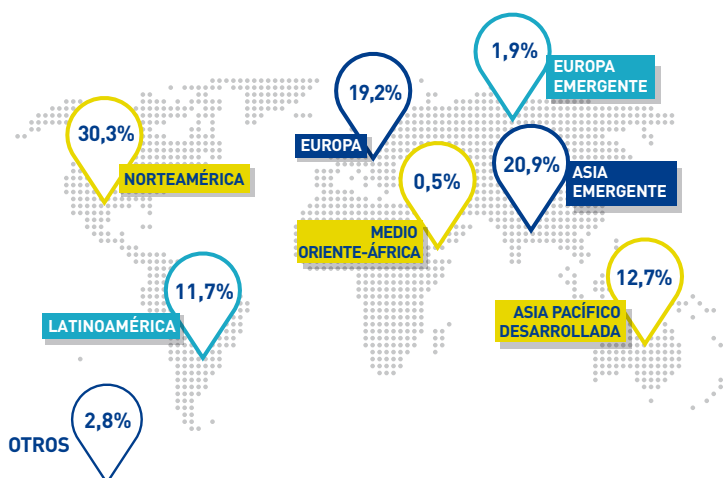 1,9%
EUROPA
EMERGENTE
19,2%
EUROPA
30,3%
NORTEAMÉRICA
20,9%
ASIA
EMERGENTE
0,5%
MEDIO
ORIENTE-ÁFRICA
11,7%
LATINOAMÉRICA
12,7%
ASIA PACÍFICO
DESARROLLADA
2,8%
OTROS